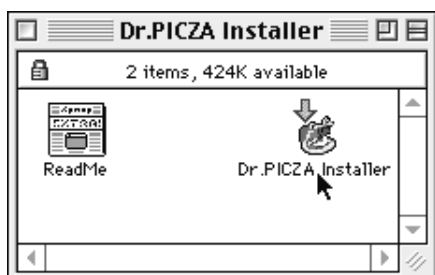 Dr.PICZA Installer
2 items, 424K available
EXTRA!
ReadMe
Dr.PICZA Installer